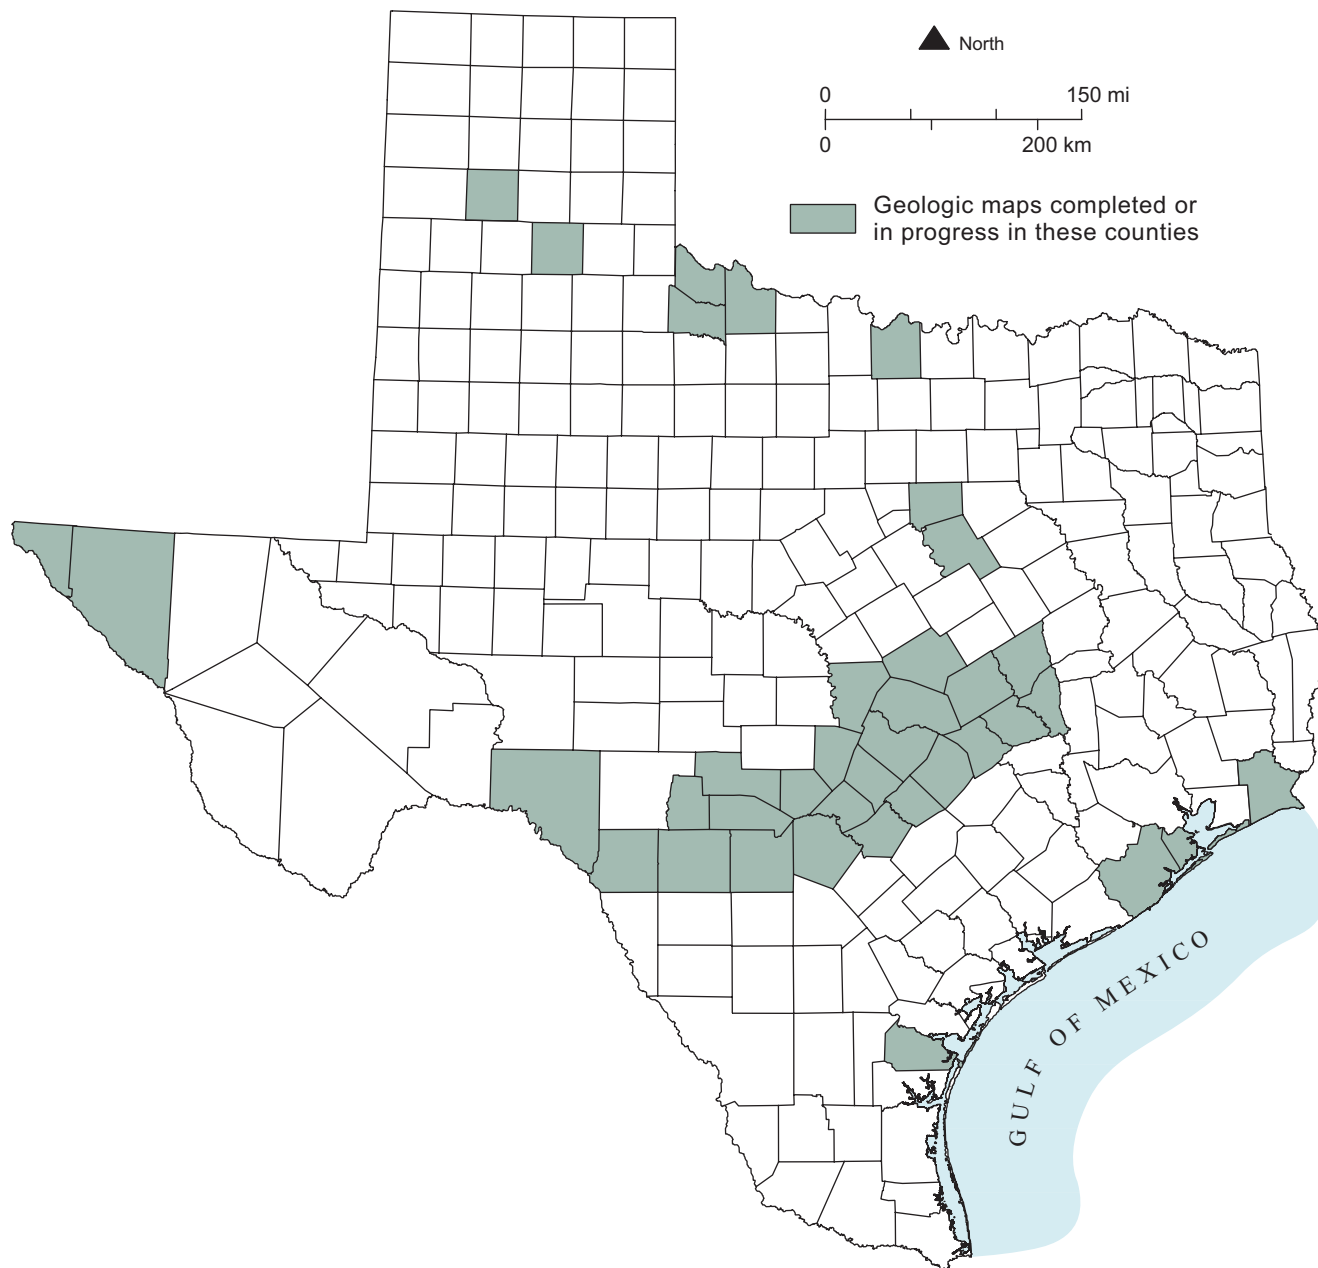 North
0 150 mi
0 200 km
Geologic maps completed or
in progress in these counties
GULF OF MEXICO